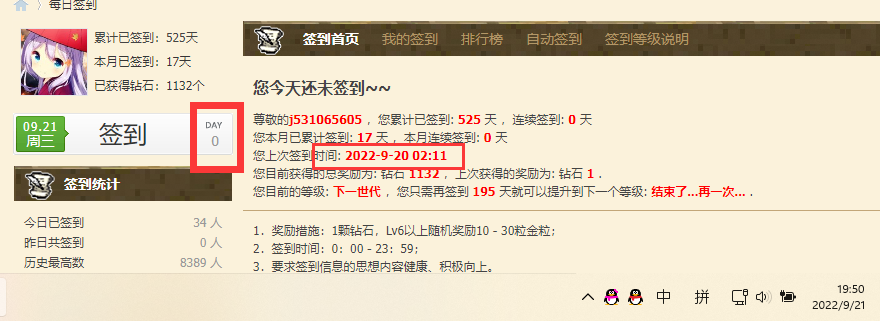 〉每日签到
累计已签到：525天
本月已签到：17天
已获得钻石：1132个
09.21
周三
签到
DAY
0
签到统计
今日已签到 34 人
昨日共签到 0 人
历史最高数 8389 人
签到首页 我的签到 排行榜 自动签到 签到等级说明
您今天还未签到~~
尊敬的j531065605，您累计已签到: 525 天，连续签到: 0 天
您本月已累计签到: 17 天，本月连续签到: 0 天
您上次签到时间: 2022-9-20 02:11
您目前获得的总奖励为: 钻石 1132，上次获得的奖励为: 钻石 1 .
您目前的等级: 下一世代，您只需再签到 195 天就可以提升到下一个等级: 结束了...再一次... .
1．奖励措施：1颗钻石，Lv6以上随机奖励10 - 30粒金粒;
2．签到时间：0：00 - 23：59;
3．要求签到信息的思想内容健康、积极向上。
中 拼
19:50
2022/9/21